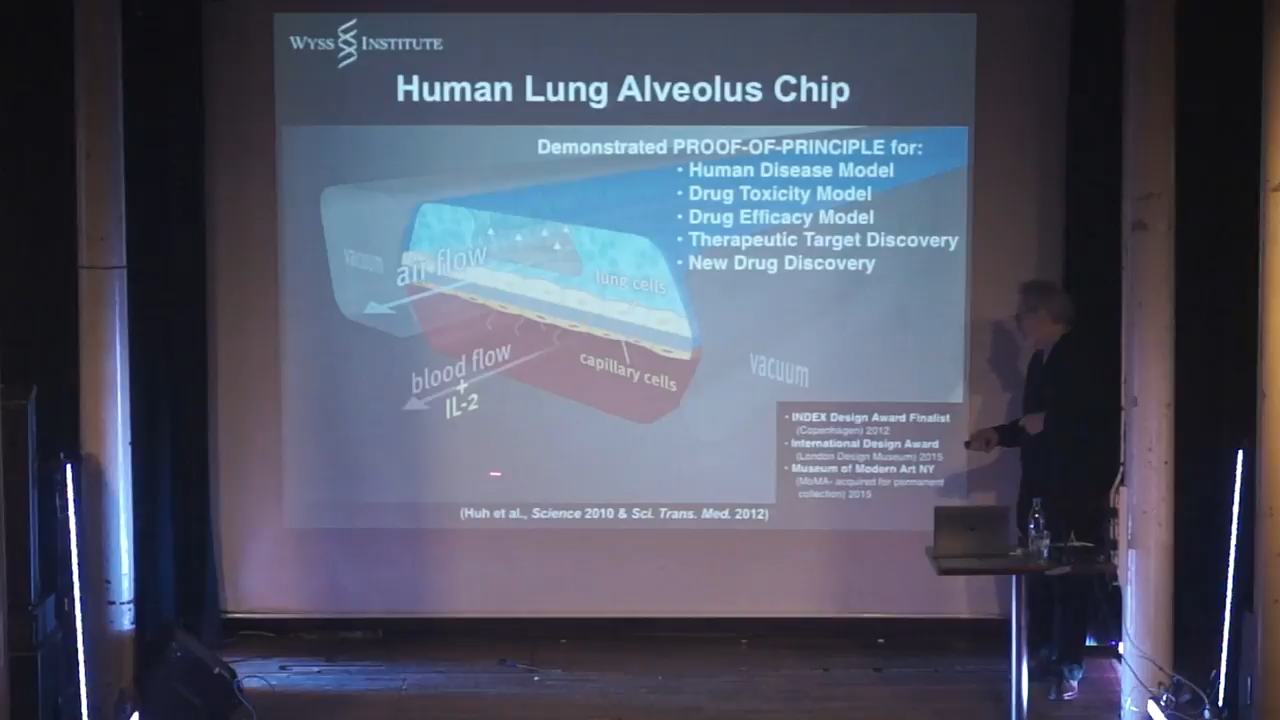 WYSS INSTITUTE
Human Lung Alveolus Chip
Demonstrated PROOF-OF-PRINCIPLE for:
• Human Disease Model
• Drug Toxicity Model
• Drug Efficacy Model
• Therapeutic Target Discovery
• New Drug Discovery
vacuum
air flow
lung cells
blood flow
+
IL-2
capillary cells
vacuum
• INDEX Design Award Finalist
(Copenhagen) 2012
• International Design Award
(London Design Museum) 2015
• Museum of Modern Art NY
(MoMA- acquired for permanent
collection) 2015
(Huh et al., Science 2010 & Sci. Trans. Med. 2012)